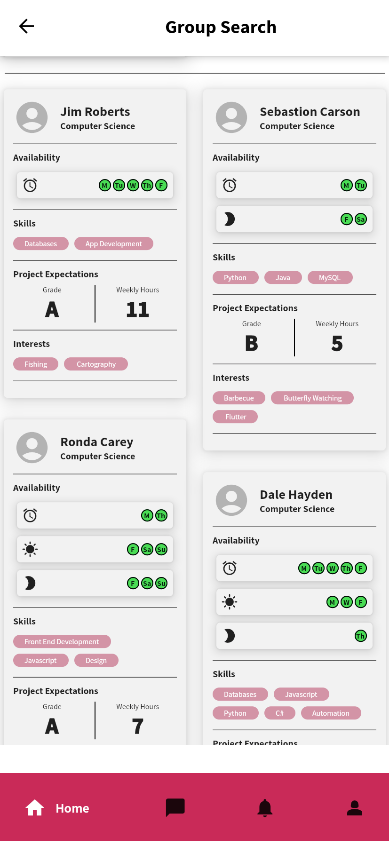 Group Search
Jim Roberts
Computer Science
Availability
M Tu W Th F
Skills
Databases App Development
Project Expectations
Grade Weekly Hours
A 11
Interests
Fishing Cartography
Ronda Carey
Computer Science
Availability
M Th
F Sa Su
F Sa Su
Skills
Front End Development
Javascript Design
Project Expectations
Grade Weekly Hours
A 7
Sebastion Carson
Computer Science
Availability
M Tu
F Sa
Skills
Python Java MySQL
Project Expectations
Grade Weekly Hours
B 5
Interests
Barbecue Butterfly Watching
Flutter
Dale Hayden
Computer Science
Availability
M Tu W Th F
M W F
Th
Skills
Databases Javascript
Python C# Automation
Project Expectations
Home